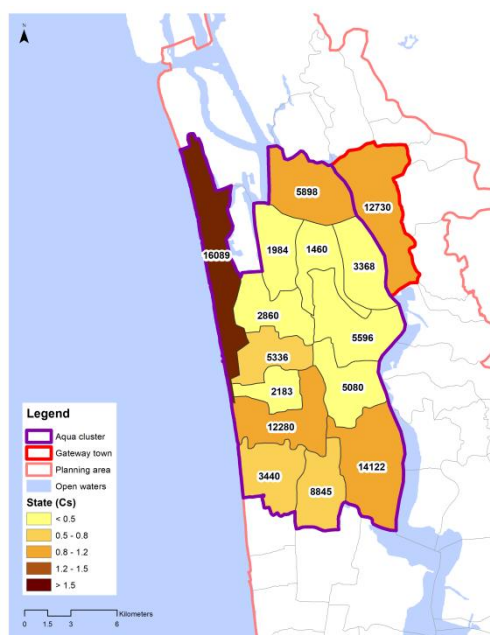 N
5898
12730
1984
1460
3368
16089
2860
5596
5336
2183
5080
12280
14122
3440
8845
Legend
Aqua cluster
Gateway town
Planning area
Open waters
State (Cs)
< 0.5
0.5 - 0.8
0.8 - 1.2
1.2 - 1.5
> 1.5
Kilometers
0 1.5 3 6